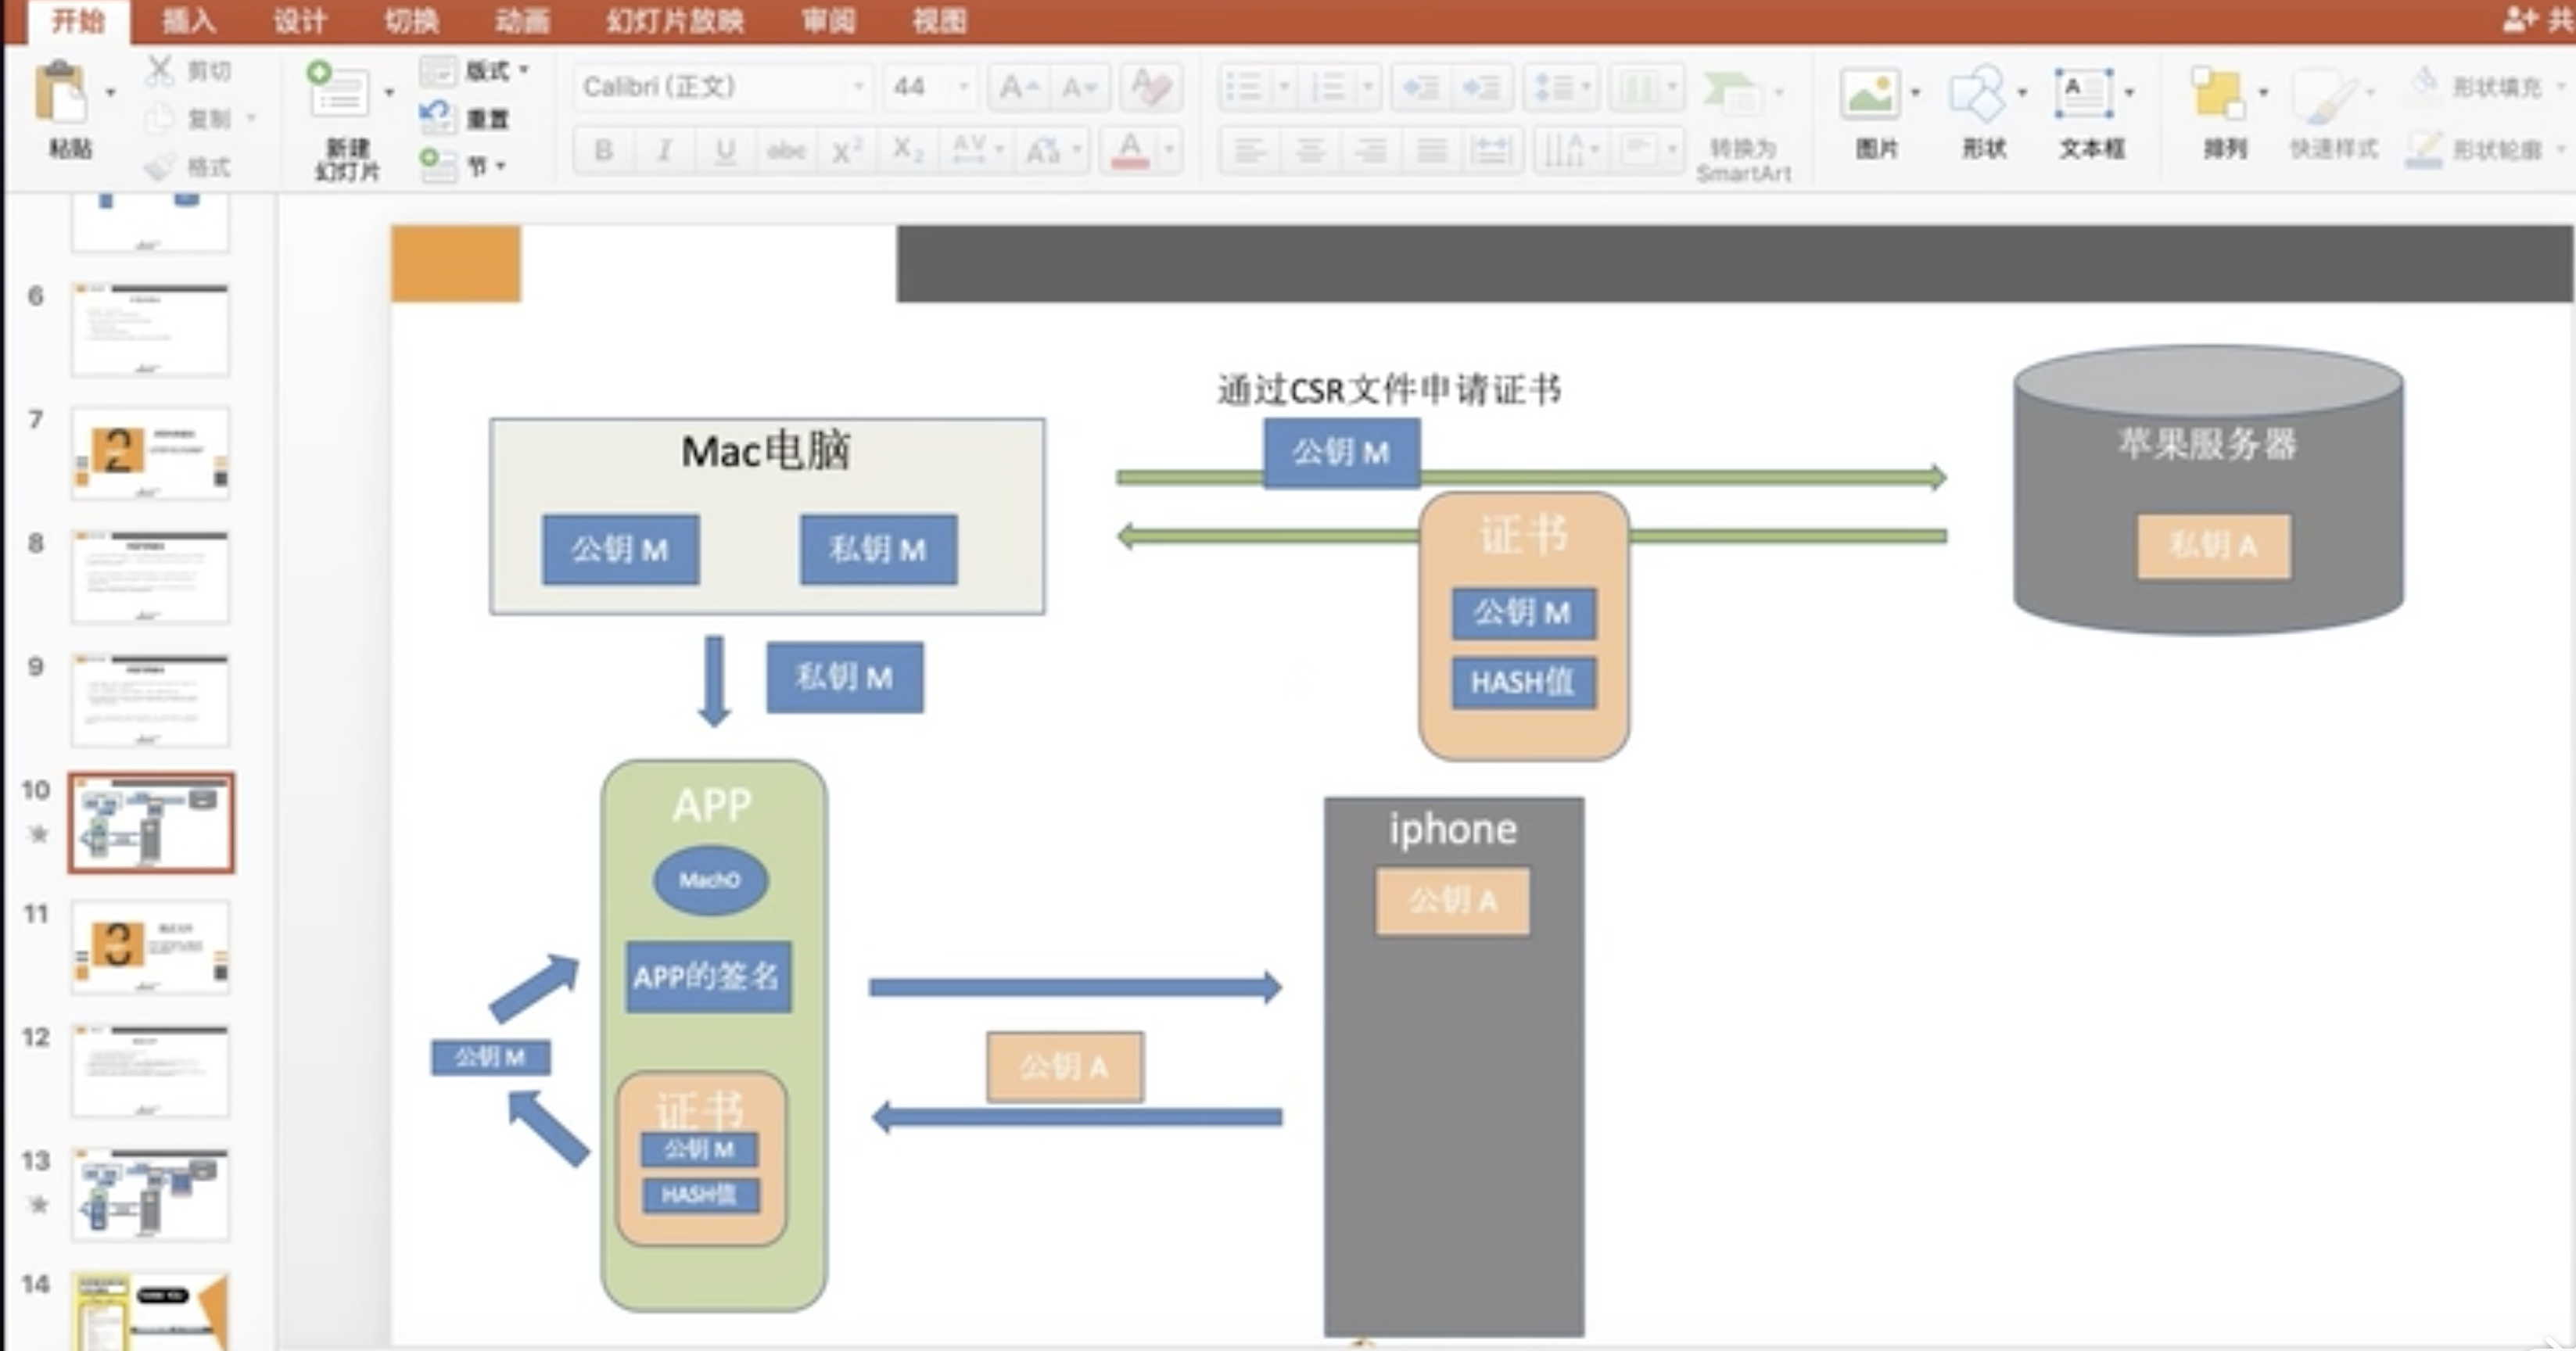 开始 插入 设计 切换 动画 幻灯片放映 审阅 视图 共
粘贴
剪切
复制
格式
新建
幻灯片
版式
重置
节
Calibri (正文) 44
B I U abc X² X₂ AV Aa A
转换为
SmartArt
图片
形状
文本框
排列
快速样式
形状填充
形状轮廓
6
7
8
9
10
11
12
13
14
通过CSR文件申请证书
Mac电脑
公钥 M
私钥 M
公钥 M
苹果服务器
私钥 A
证书
公钥 M
HASH值
私钥 M
APP
MachO
APP的签名
公钥 M
证书
公钥 M
HASH值
公钥 A
iphone
公钥 A